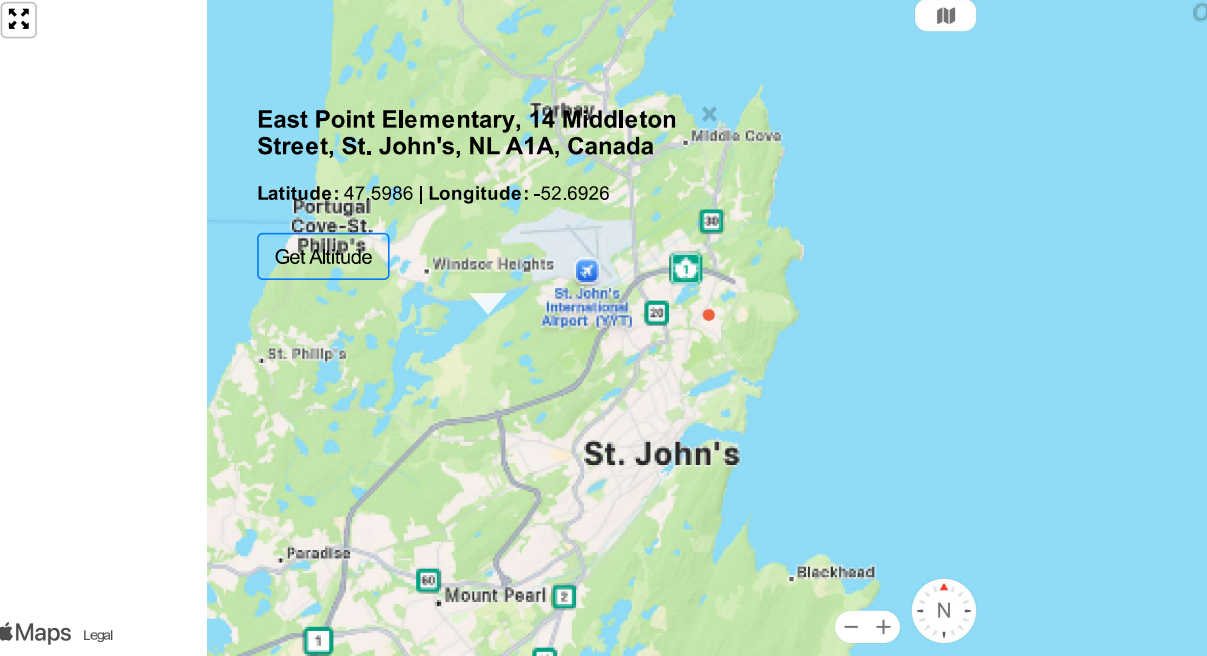 Torbay
East Point Elementary, 14 Middleton
Street, St. John's, NL A1A, Canada
Middle Cove
Latitude: 47.5986 | Longitude: -52.6926
Portugal
Cove-St.
Philip's
30
Get Altitude
Windsor Heights
1
St. John's
International
Airport (YYT)
20
St. Philip's
St. John's
Paradise
Blackhead
60
Mount Pearl
2
N
1
Maps Legal